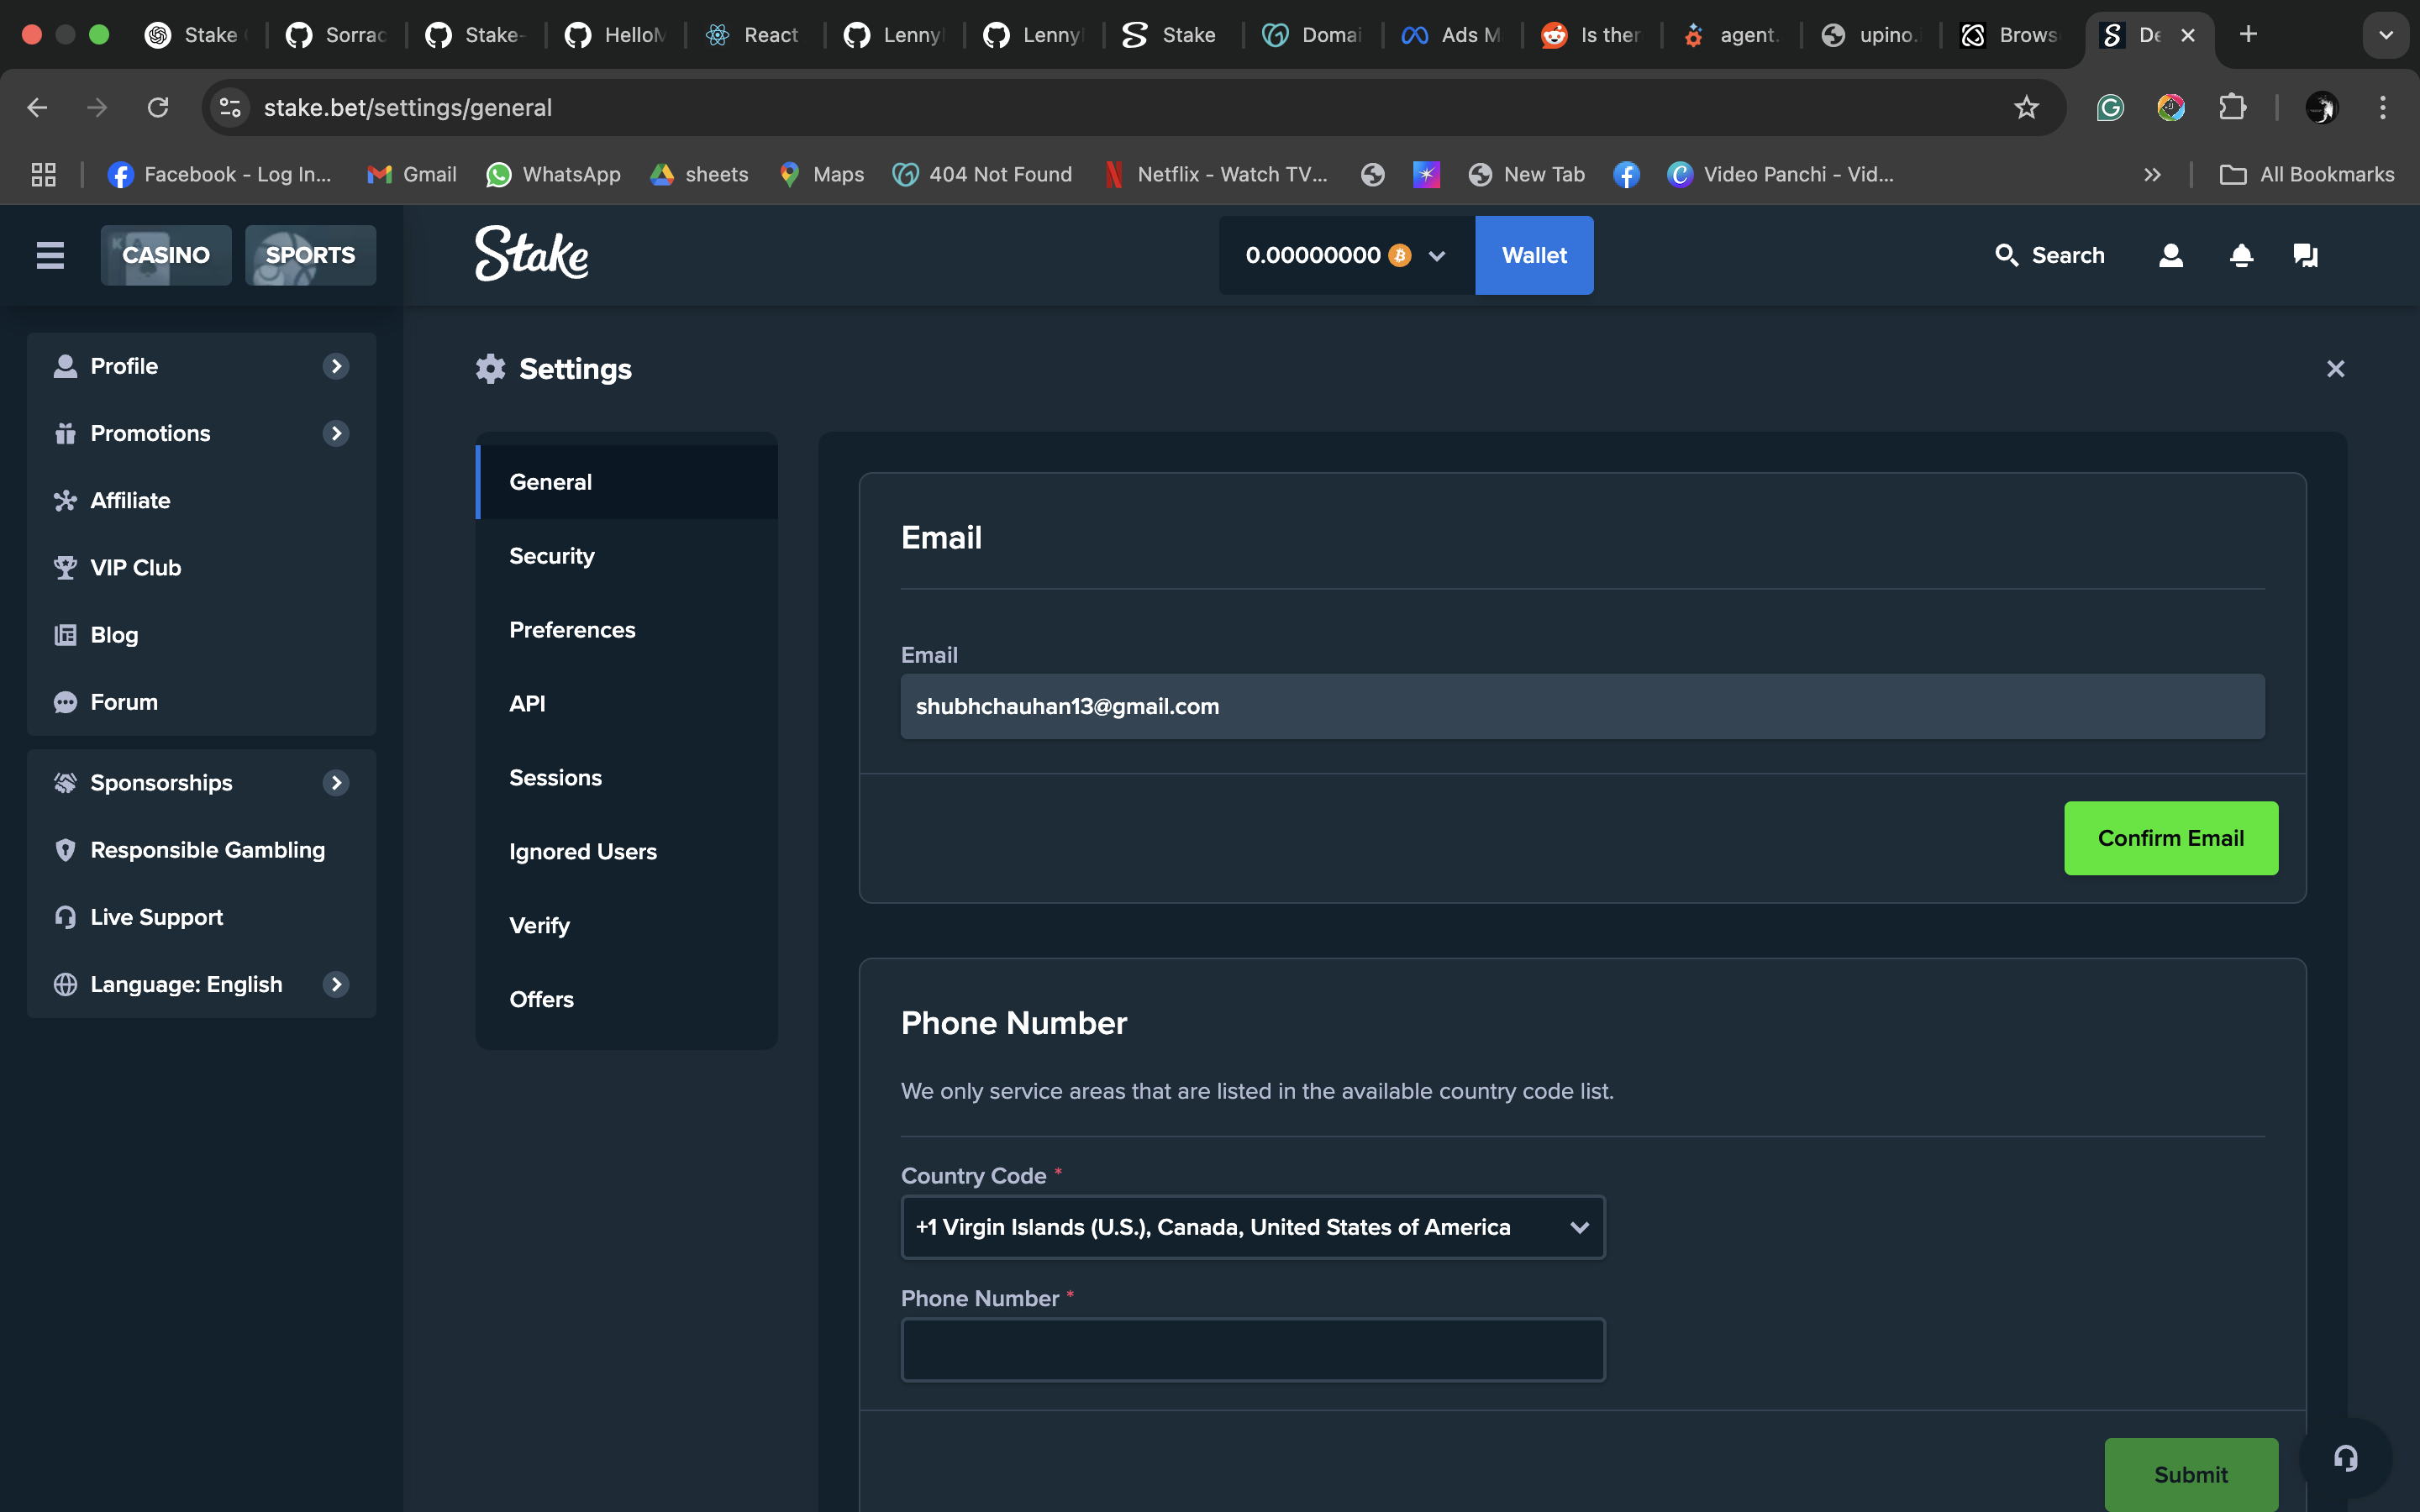 Stake
Sorrac
Stake-
HelloM
React
Lenny
Lenny
Stake
Domai
Ads M
Is ther
agent.
upino.
Brows
De
stake.bet/settings/general
Facebook - Log In...
Gmail
WhatsApp
sheets
Maps
404 Not Found
Netflix - Watch TV...
New Tab
Video Panchi - Vid...
All Bookmarks
CASINO
SPORTS
Stake
0.00000000
Wallet
Search
Profile
Promotions
Affiliate
VIP Club
Blog
Forum
Sponsorships
Responsible Gambling
Live Support
Language: English
Settings
General
Security
Preferences
API
Sessions
Ignored Users
Verify
Offers
Email
Email
shubhchauhan13@gmail.com
Confirm Email
Phone Number
We only service areas that are listed in the available country code list.
Country Code *
+1 Virgin Islands (U.S.), Canada, United States of America
Phone Number *
Submit